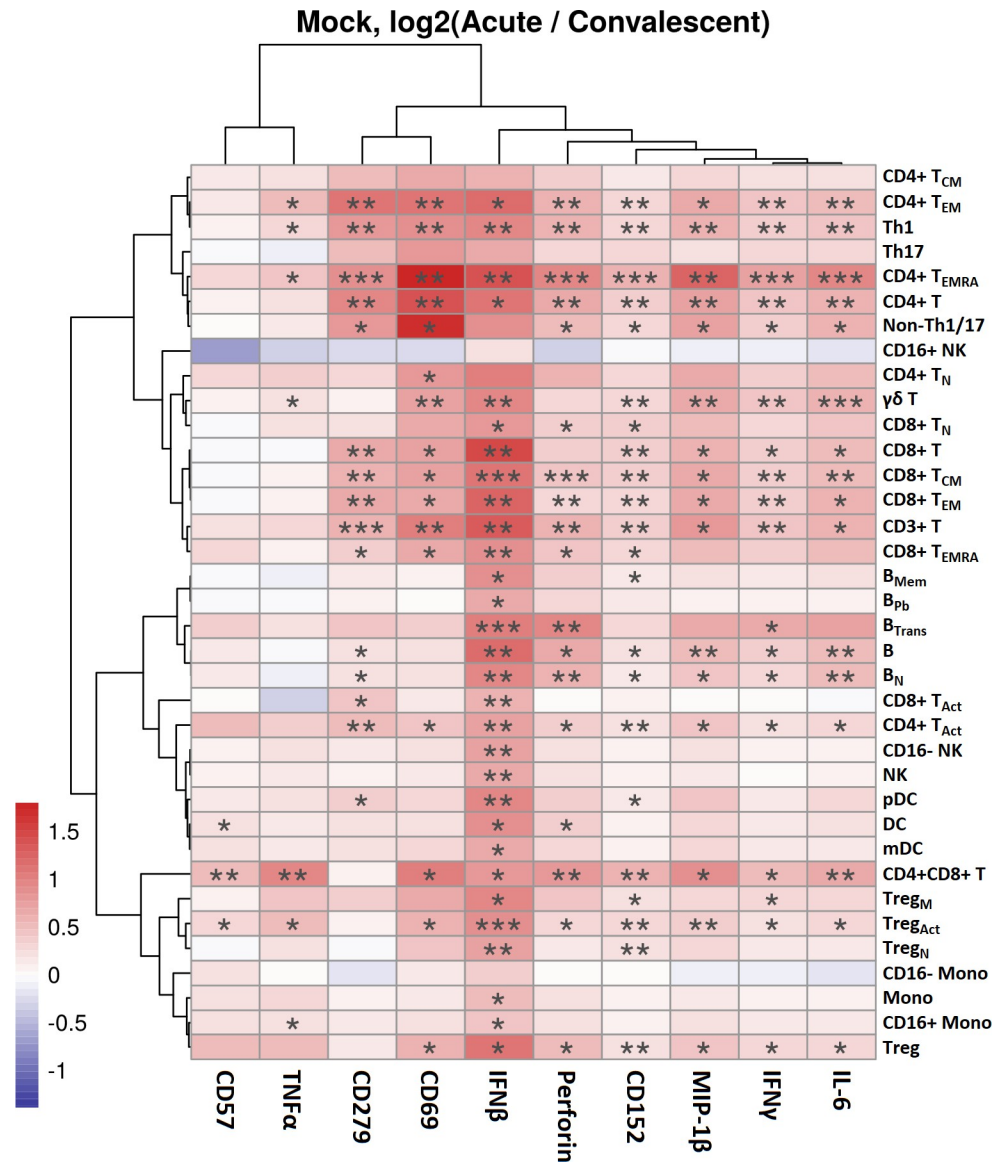 Mock, log2(Acute / Convalescent)
CD4+ TCM
* ** ** * ** ** * ** ** CD4+ TEM
* ** ** ** ** ** ** ** ** Th1
Th17
* *** ** ** *** *** ** *** *** CD4+ TEMRA
** ** * ** ** ** ** ** CD4+ T
* * * * * * * Non-Th1/17
CD16+ NK
* CD4+ TN
* ** ** ** ** ** *** γδ T
* * * CD8+ TN
** * ** ** * * * CD8+ T
** * *** *** ** * ** ** CD8+ TCM
** * ** ** ** * ** * CD8+ TEM
*** ** ** ** ** * ** * CD3+ T
* * ** * * CD8+ TEMRA
* * BMem
* BPb
*** ** * BTrans
* ** * * ** * ** B
* ** ** * * * ** BN
* ** CD8+ TAct
** * ** * ** * * * CD4+ TAct
** CD16- NK
** NK
* ** * pDC
* * * DC
* mDC
** ** * * ** ** * * ** CD4+CD8+ T
* * * TregM
* * * *** * ** ** * * TregAct
** ** TregN
CD16- Mono
* Mono
* * CD16+ Mono
* * * ** * * * Treg
1.5
1
0.5
0
-0.5
-1
CD57 TNFα CD279 CD69 IFNβ Perforin CD152 MIP-1β IFNγ IL-6